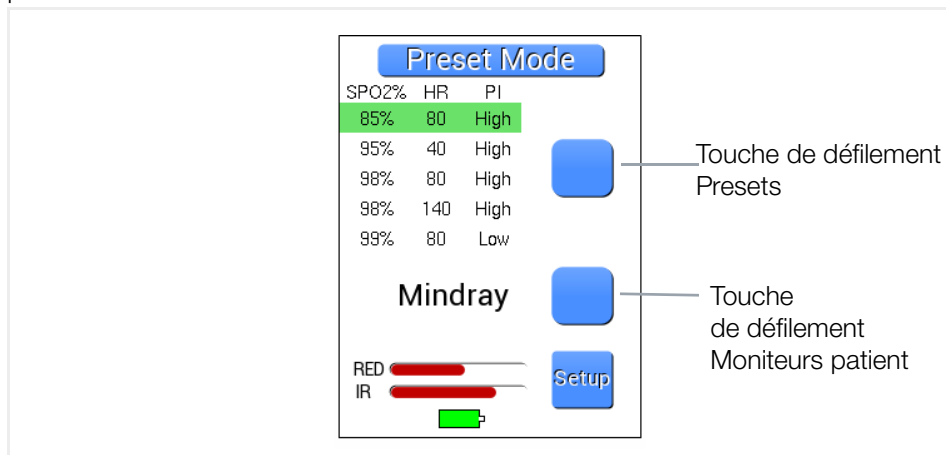 Preset Mode
SPO2% HR PI
85% 80 High
95% 40 High
98% 80 High
98% 140 High
99% 80 Low
Touche de défilement
Presets
Mindray
Touche
de défilement
Moniteurs patient
RED
IR
Setup